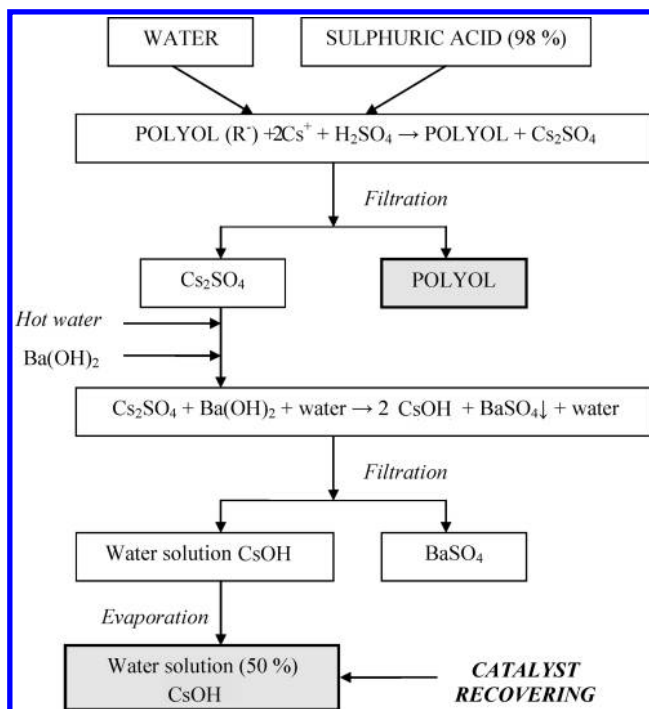 WATER
SULPHURIC ACID (98 %)
POLYOL (R⁻) +2Cs⁺ + H₂SO₄ → POLYOL + Cs₂SO₄
Filtration
Cs₂SO₄
POLYOL
Hot water
Ba(OH)₂
Cs₂SO₄ + Ba(OH)₂ + water → 2 CsOH + BaSO₄↓ + water
Filtration
Water solution CsOH
BaSO₄
Evaporation
Water solution (50 %)
CsOH
CATALYST
RECOVERING